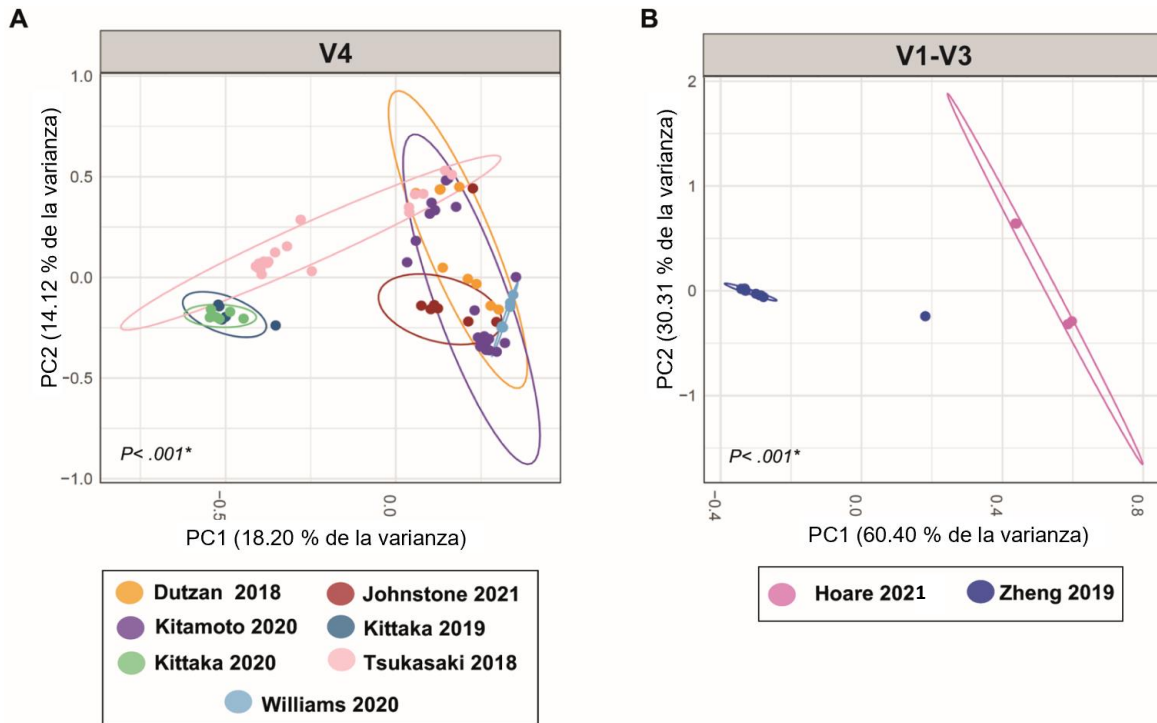 A
V4
PC2 (14.12 % de la varianza)
1.0
0.5
0.0
−0.5
−1.0
P< .001*
−0.5
0.0
PC1 (18.20 % de la varianza)
Dutzan 2018
Johnstone 2021
Kitamoto 2020
Kittaka 2019
Kittaka 2020
Tsukasaki 2018
Williams 2020
B
V1-V3
PC2 (30.31 % de la varianza)
2
1
0
−1
P< .001*
−0.4
0.0
0.4
0.8
PC1 (60.40 % de la varianza)
Hoare 2021
Zheng 2019